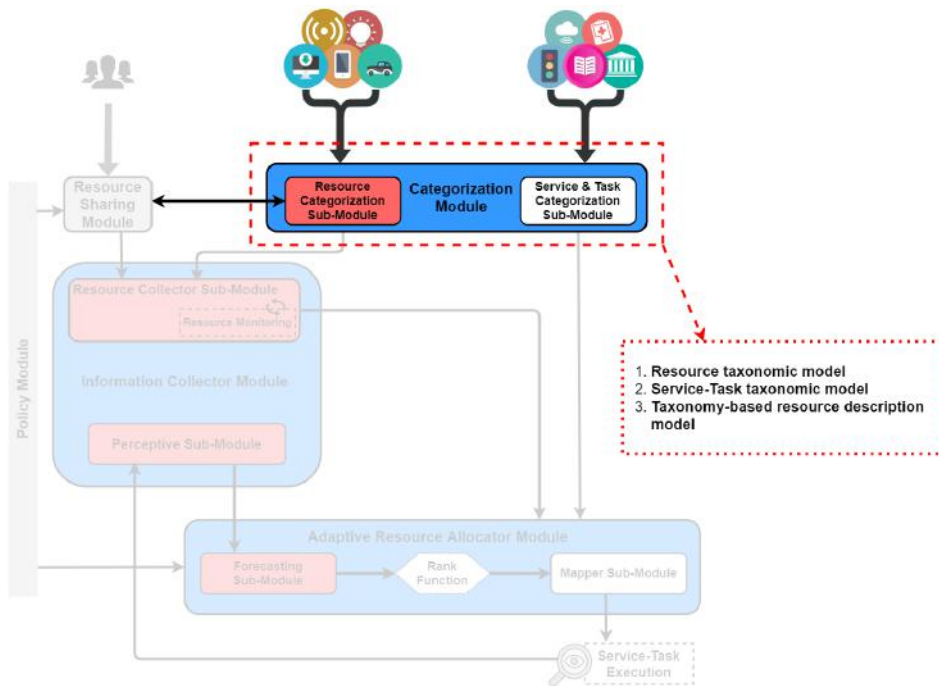 Resource
Sharing
Module
Resource
Categorization
Sub-Module
Categorization
Module
Service & Task
Categorization
Sub-Module
Policy Module
Resource Collector Sub-Module
Resource Monitoring
Information Collector Module
Perceptive Sub-Module
1. Resource taxonomic model
2. Service-Task taxonomic model
3. Taxonomy-based resource description
model
Adaptive Resource Allocator Module
Forecasting
Sub-Module
Rank
Function
Mapper Sub-Module
Service-Task
Execution